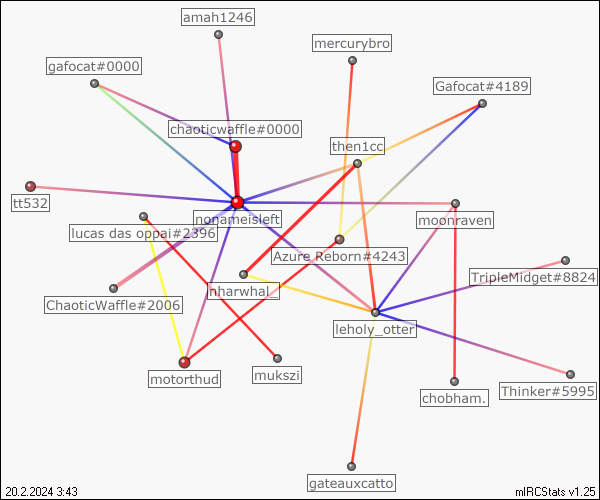 amah1246
mercurybro
gafocat#0000
Gafocat#4189
chaoticwaffle#0000
then1cc
tt532
nonameisleft
moonraven
lucas das oppai#2396
Azure Reborn#4243
TripleMidget#8824
nharwhal_
ChaoticWaffle#2006
leholy_otter
motorthud
mukszi
chobham.
Thinker#5995
gateauxcatto
20.2.2024 3:43
mIRCStats v1.25